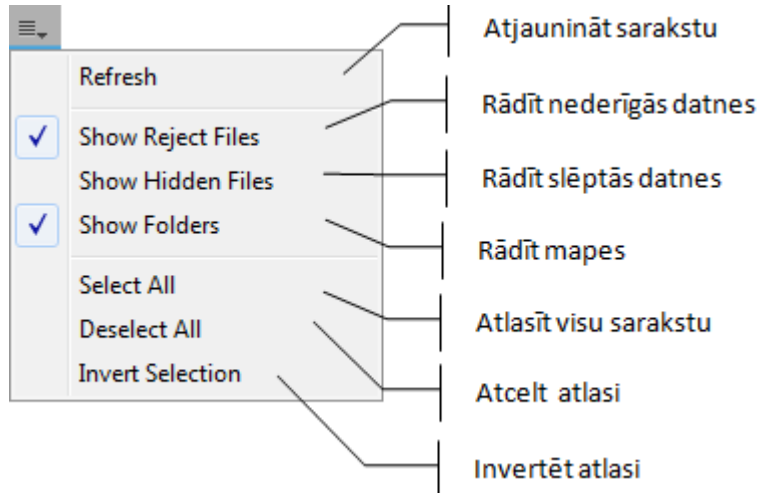 Refresh
Show Reject Files
Show Hidden Files
Show Folders
Select All
Deselect All
Invert Selection
Atjaunināt sarakstu
Rādīt nederīgās datnes
Rādīt slēptās datnes
Rādīt mapes
Atlasīt visu sarakstu
Atcelt atlasi
Invertēt atlasi